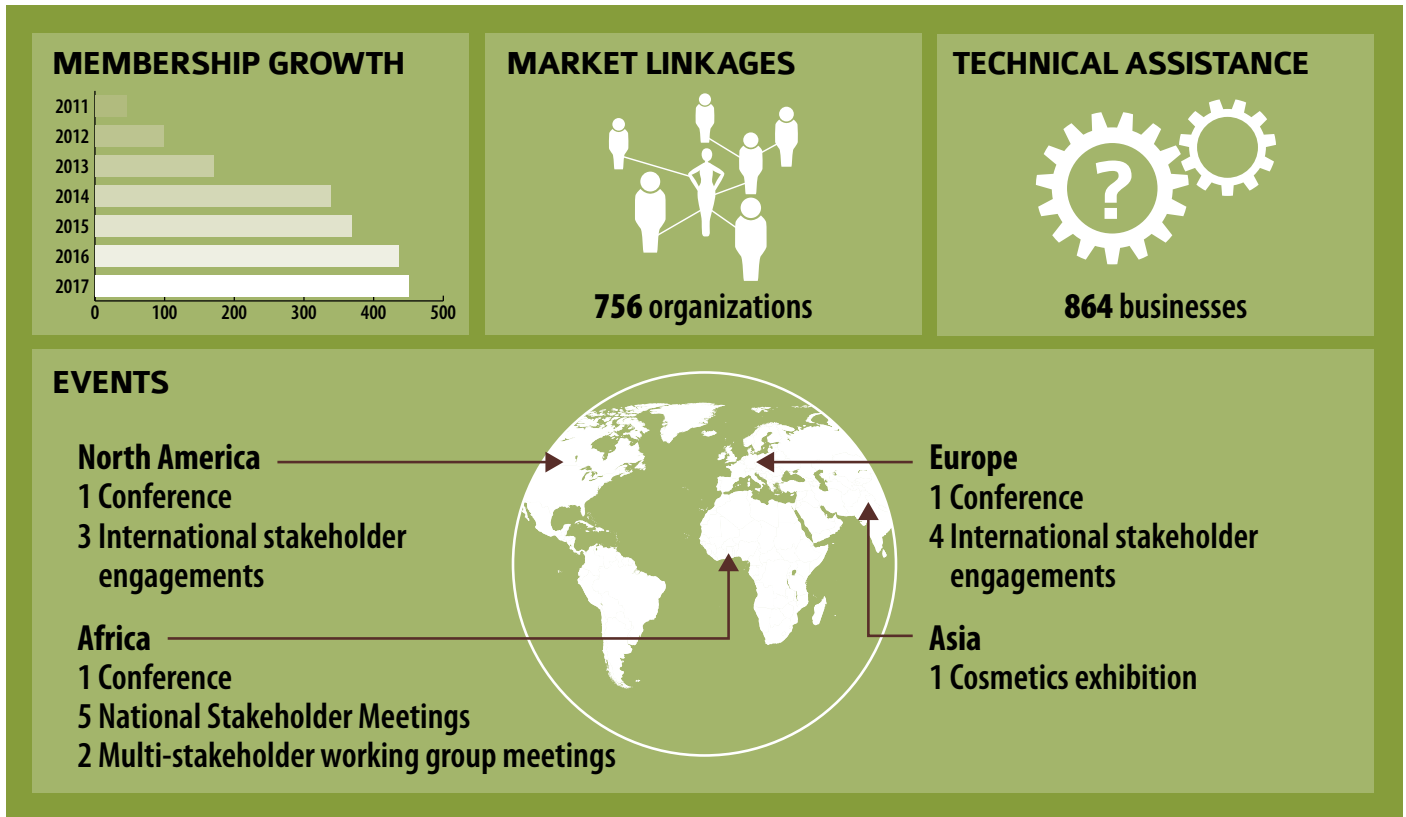 MEMBERSHIP GROWTH
2011
2012
2013
2014
2015
2016
2017
0 100 200 300 400 500
MARKET LINKAGES
756 organizations
TECHNICAL ASSISTANCE
?
864 businesses
EVENTS
North America
1 Conference
3 International stakeholder
engagements
Africa
1 Conference
5 National Stakeholder Meetings
2 Multi-stakeholder working group meetings
Europe
1 Conference
4 International stakeholder
engagements
Asia
1 Cosmetics exhibition